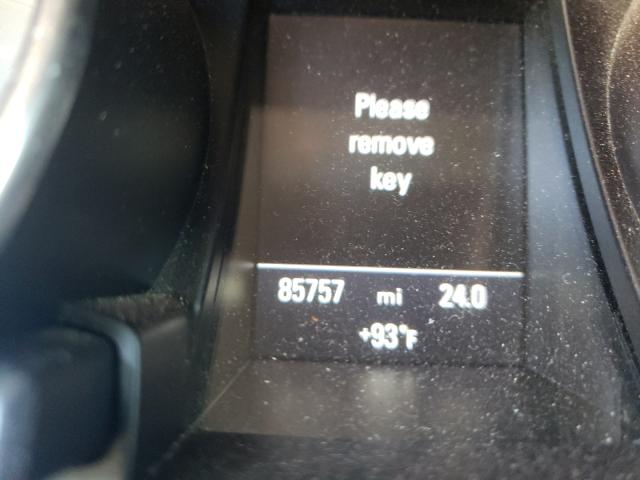 Please
remove
key
85757 mi 24.0
+93°F